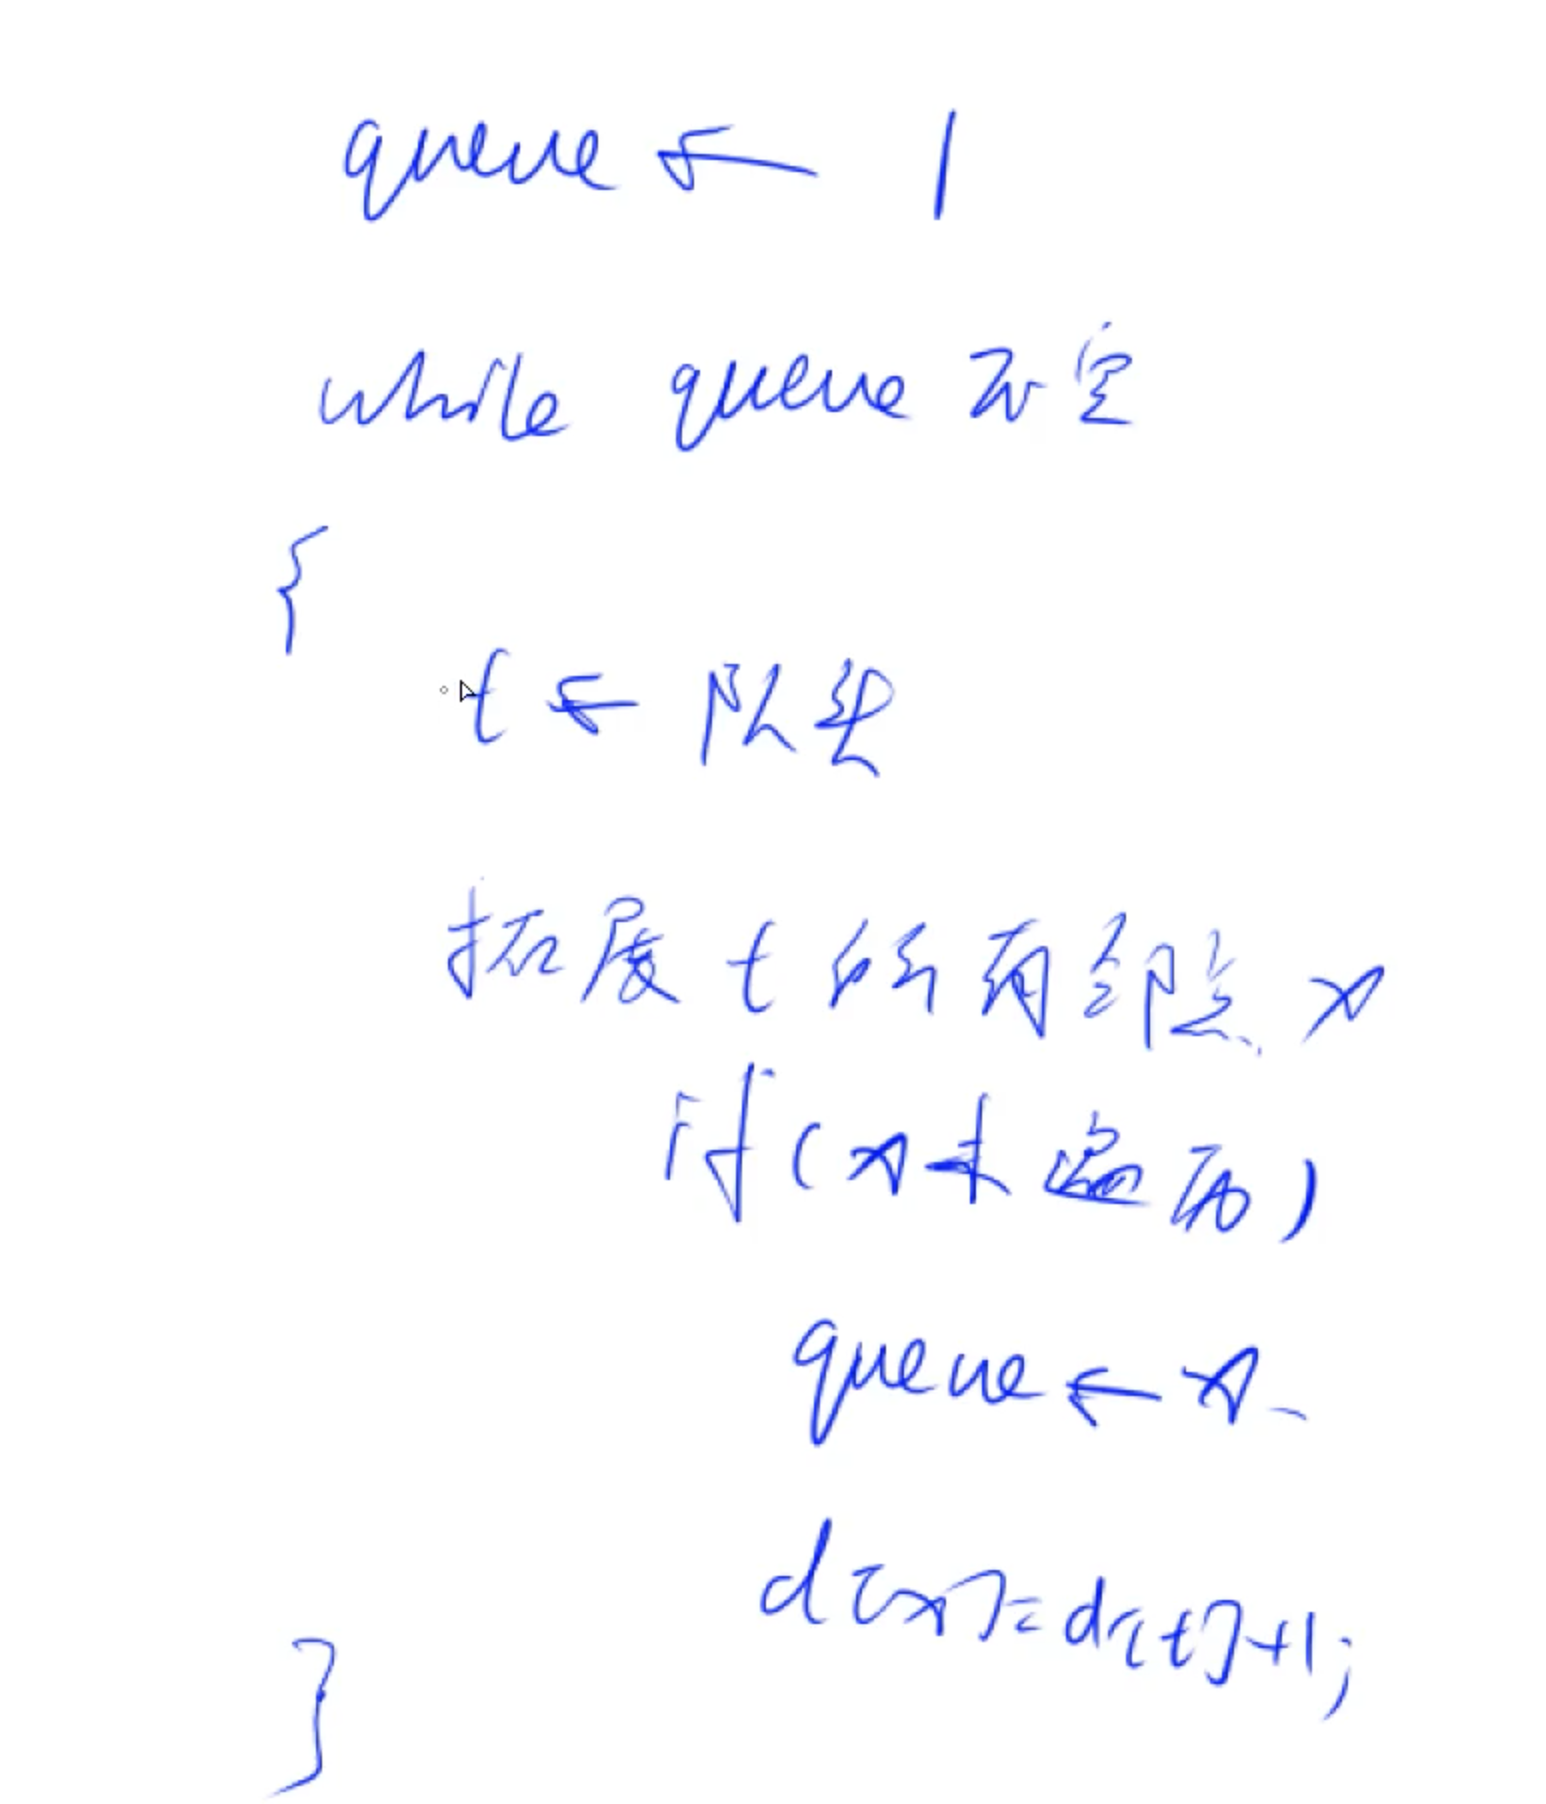 queue ← 1
while queue 不空
{
t ← 队头
拓展 t 所有邻点 x
if (x未遍历)
queue ← x
d[x]=d[t]+1;
}